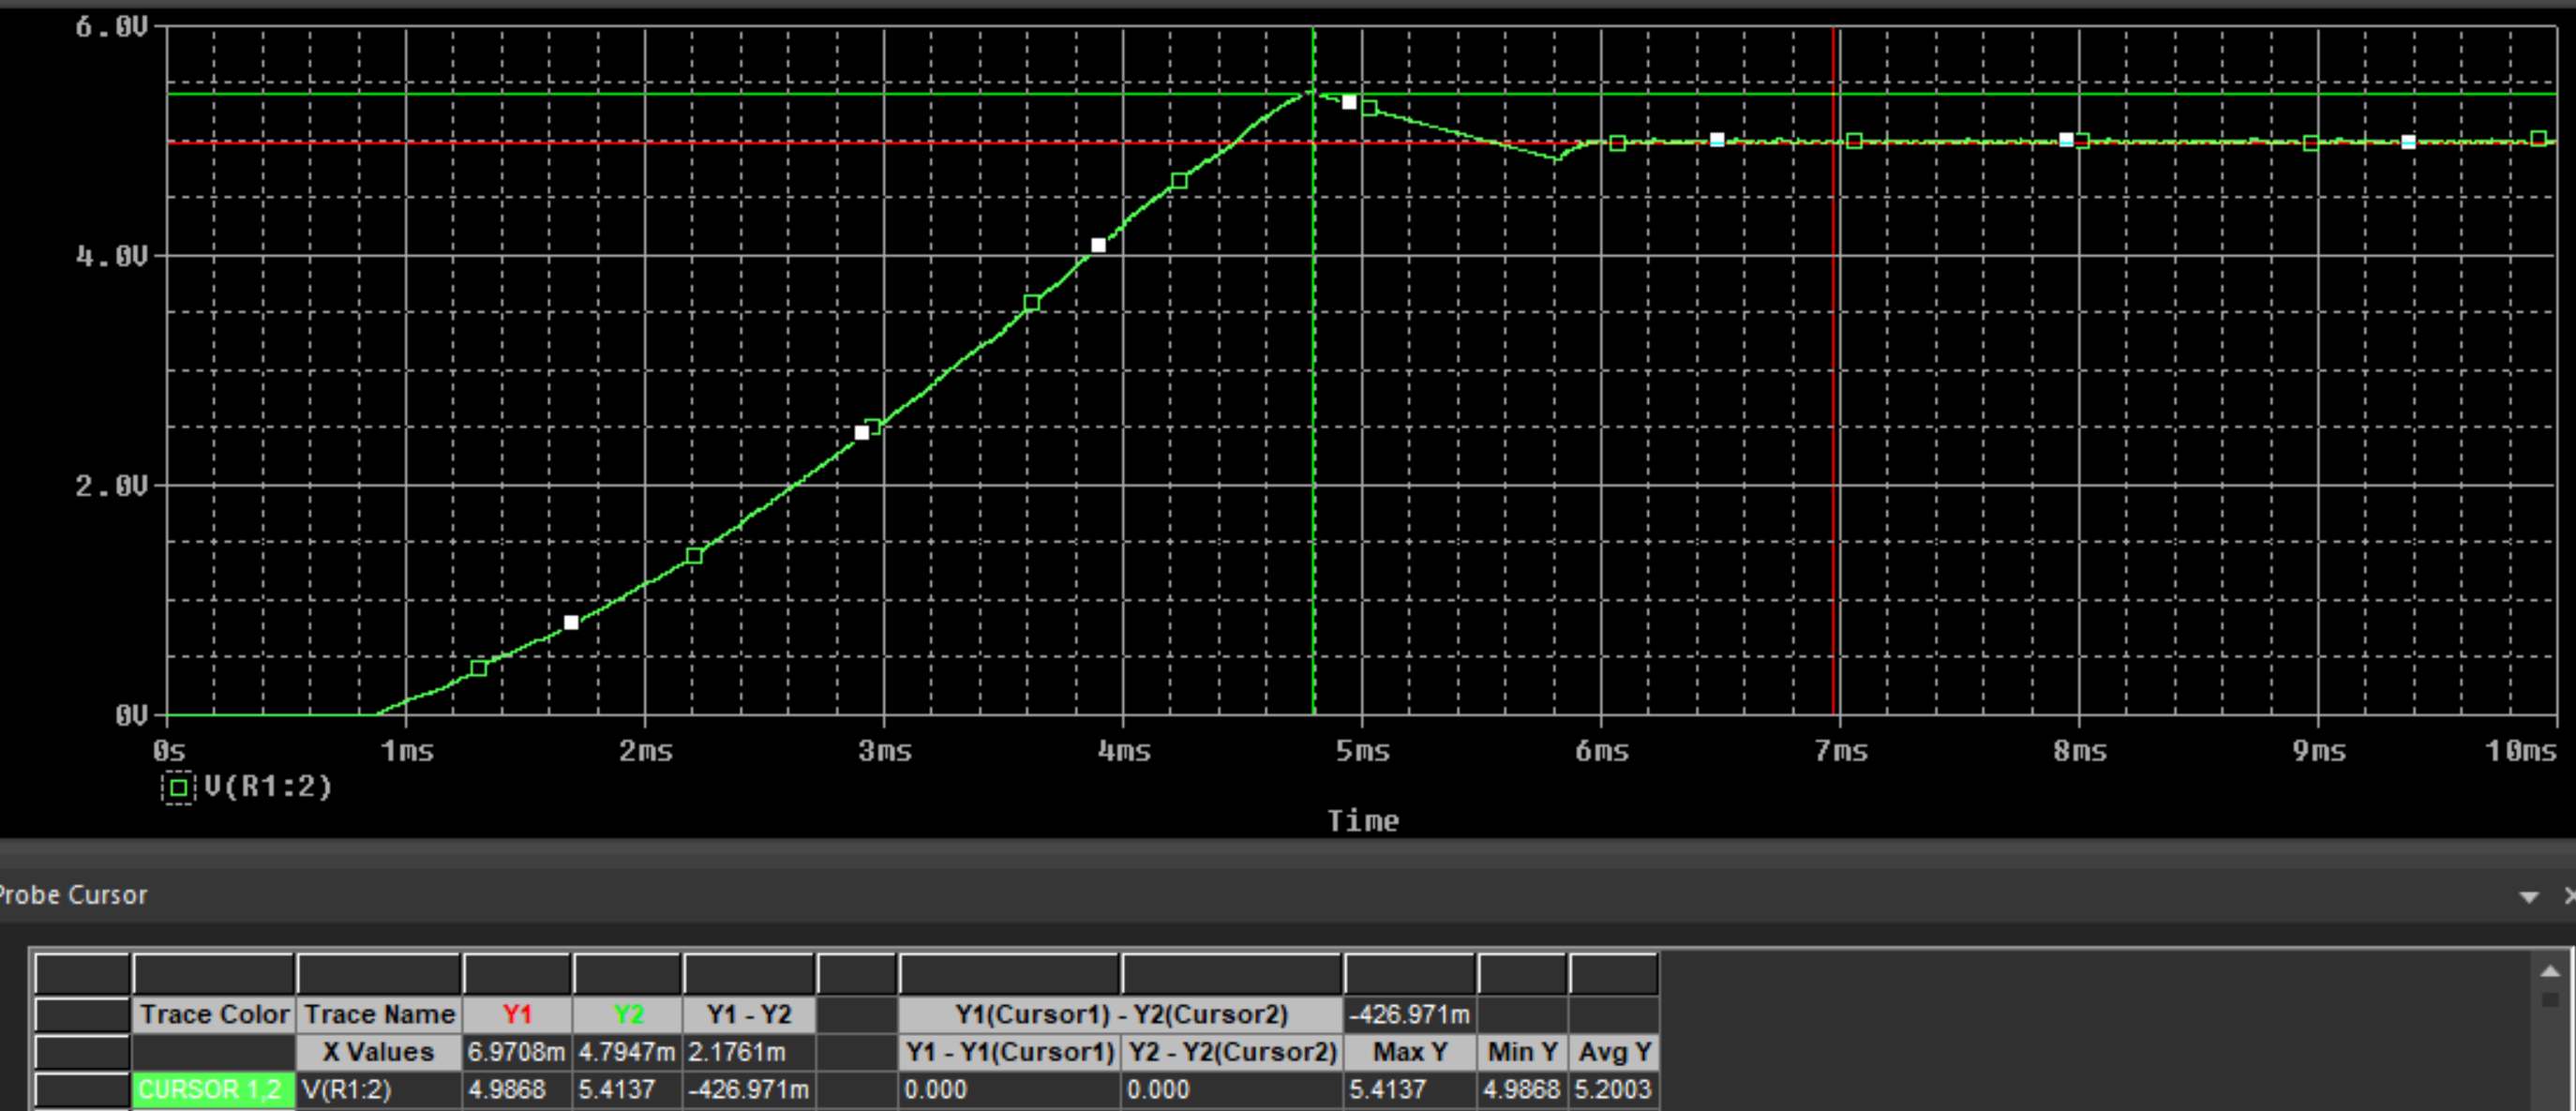 6.0V
4.0V
2.0V
0V
0s 1ms 2ms 3ms 4ms 5ms 6ms 7ms 8ms 9ms 10ms
V(R1:2)
Time
Probe Cursor
Trace Color Trace Name Y1 Y2 Y1 - Y2 Y1(Cursor1) - Y2(Cursor2) -426.971m
X Values 6.9708m 4.7947m 2.1761m Y1 - Y1(Cursor1) Y2 - Y2(Cursor2) Max Y Min Y Avg Y
CURSOR 1,2 V(R1:2) 4.9868 5.4137 -426.971m 0.000 0.000 5.4137 4.9868 5.2003